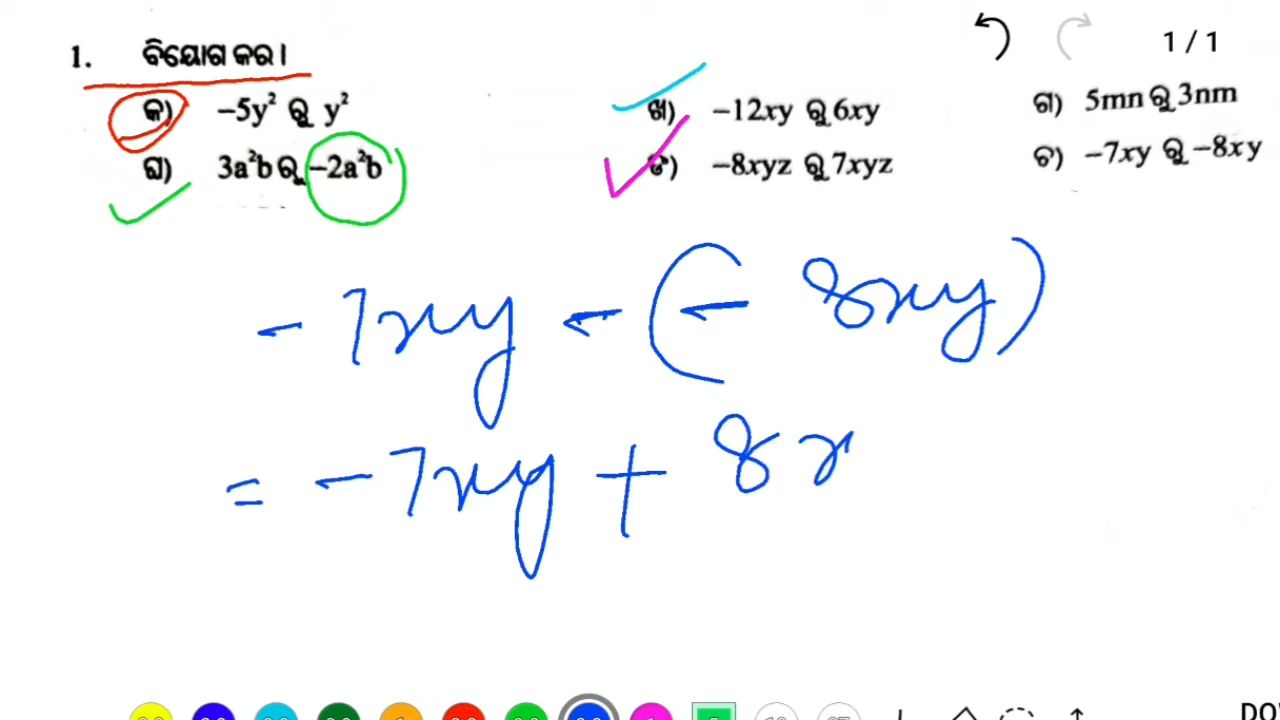 1 / 1
1. ବିୟୋଗ କର ।
କ) –5y² ରୁ y² ଖ) –12xy ରୁ 6xy ଗ) 5mn ରୁ 3nm
ଘ) 3a²b ରୁ –2a²b ଙ) –8xyz ରୁ 7xyz ଚ) –7xy ରୁ –8xy
- 7xy - (- 8xy)
= - 7xy + 8x